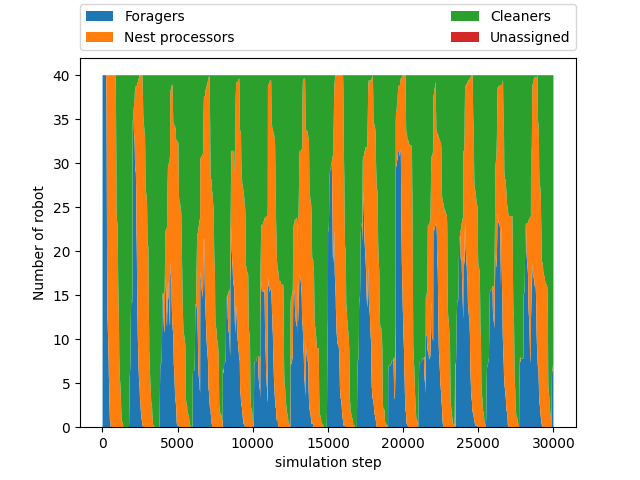 Foragers
Nest processors
Cleaners
Unassigned
Number of robot
40
35
30
25
20
15
10
5
0
0 5000 10000 15000 20000 25000 30000
simulation step